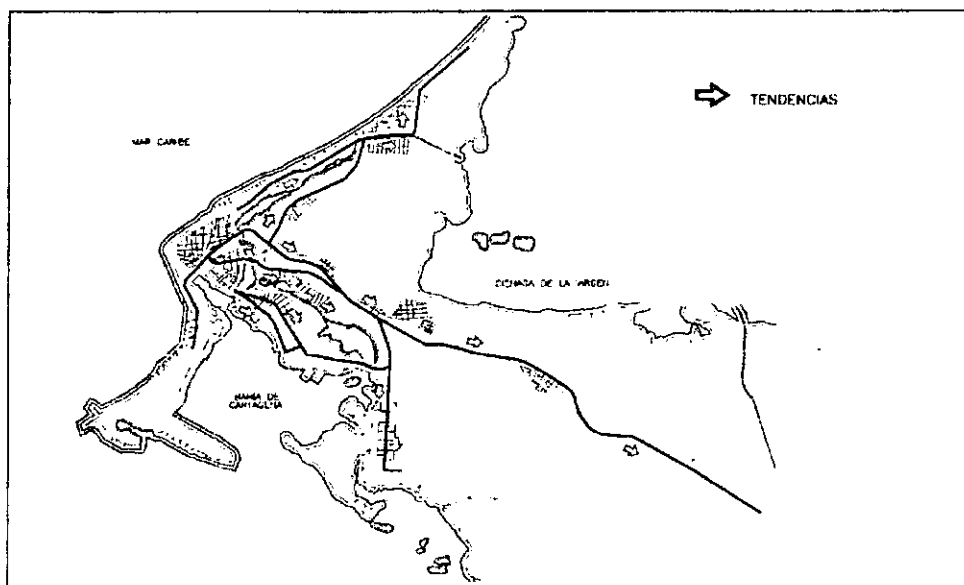 TENDENCIAS
MAR CARIBE
CIENAGA DE LA VIRGEN
BAHIA DE
CARTAGENA